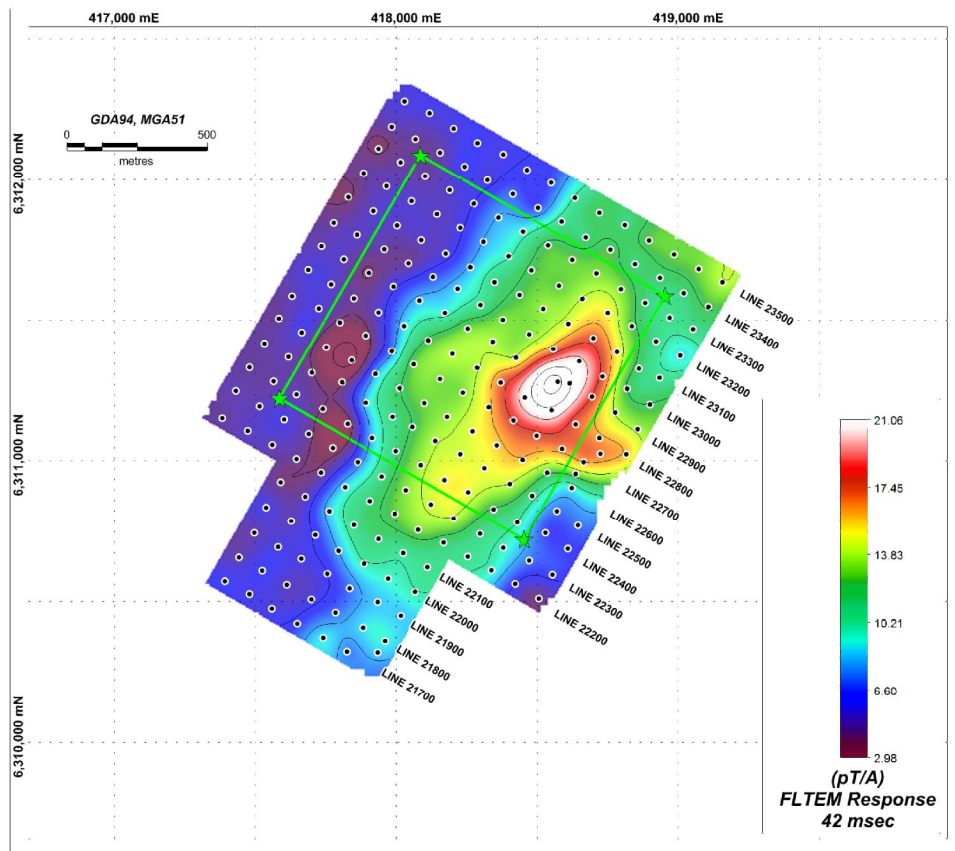 417,000 mE
418,000 mE
419,000 mE
GDA94, MGA51
0 500
metres
6,312,000 mN
6,311,000 mN
6,310,000 mN
LINE 23500
LINE 23400
LINE 23300
LINE 23200
LINE 23100
LINE 23000
LINE 22900
LINE 22800
LINE 22700
LINE 22600
LINE 22500
LINE 22400
LINE 22300
LINE 22200
LINE 22100
LINE 22000
LINE 21900
LINE 21800
LINE 21700
21.06
17.45
13.83
10.21
6.60
2.98
(pT/A)
FLTEM Response
42 msec